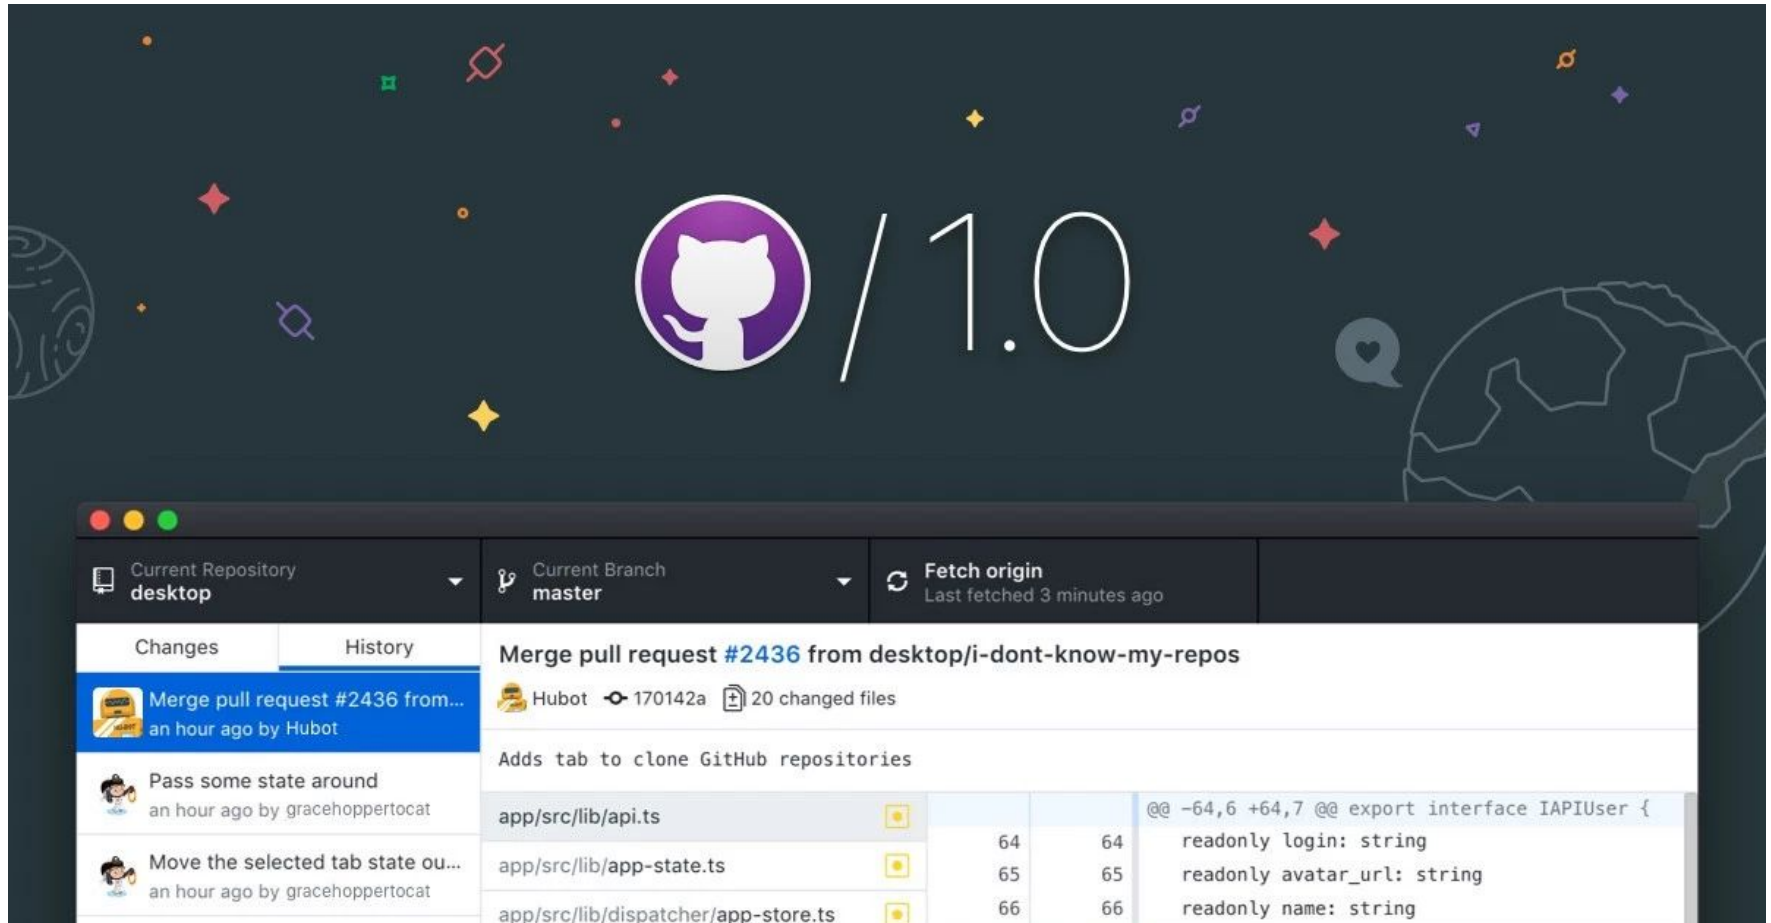 / 1.0
Current Repository
desktop
Current Branch
master
Fetch origin
Last fetched 3 minutes ago
Changes
History
Merge pull request #2436 from...
an hour ago by Hubot
Pass some state around
an hour ago by gracehoppertocat
Move the selected tab state ou...
an hour ago by gracehoppertocat
Merge pull request #2436 from desktop/i-dont-know-my-repos
Hubot 170142a 20 changed files
Adds tab to clone GitHub repositories
app/src/lib/api.ts
app/src/lib/app-state.ts
app/src/lib/dispatcher/app-store.ts
@@ -64,6 +64,7 @@ export interface IAPIUser {
64 64 readonly login: string
65 65 readonly avatar_url: string
66 66 readonly name: string